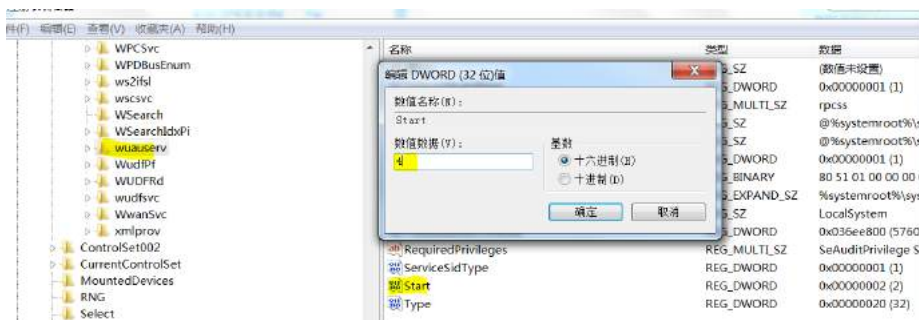 件(F) 编辑(E) 查看(V) 收藏夹(A) 帮助(H)
WPCSvc
WPDBusEnum
ws2ifsl
wscsvc
WSearch
WSearchIdxPi
wuauserv
WudfPf
WUDFRd
wudfsvc
WwanSvc
xmlprov
ControlSet002
CurrentControlSet
MountedDevices
RNG
Select
名称 类型 数据
编辑 DWORD (32 位)值
数值名称(N):
Start
数值数据(V):
4
基数
十六进制(H)
十进制(D)
确定 取消
_SZ (数值未设置)
_DWORD 0x00000001 (1)
_MULTI_SZ rpcss
_SZ @%systemroot%\s
_SZ @%systemroot%\s
_DWORD 0x00000001 (1)
_BINARY 80 51 01 00 00 00
_EXPAND_SZ %systemroot%\sys
_SZ LocalSystem
_DWORD 0x036ee800 (5760
RequiredPrivileges REG_MULTI_SZ SeAuditPrivilege S
ServiceSidType REG_DWORD 0x00000001 (1)
Start REG_DWORD 0x00000002 (2)
Type REG_DWORD 0x00000020 (32)